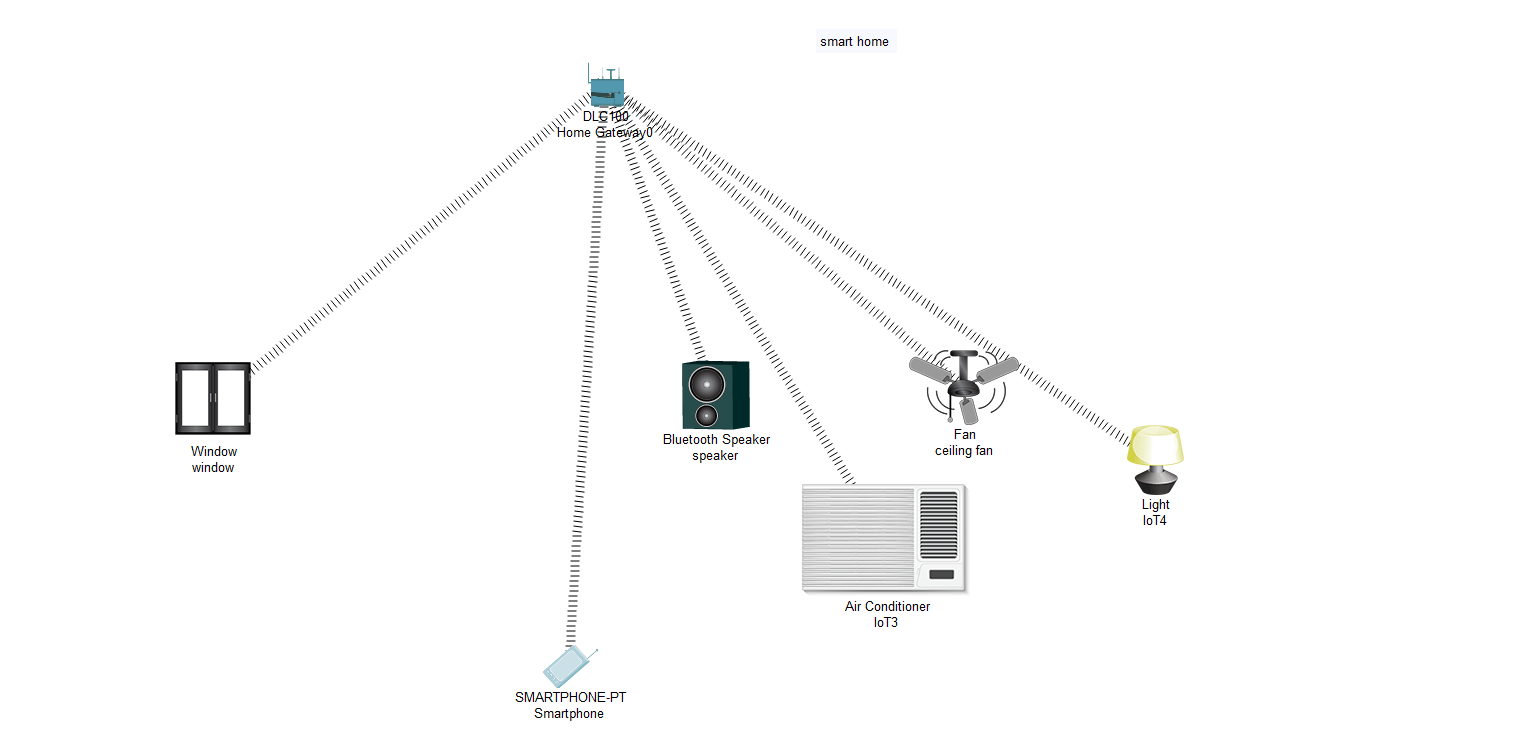 smart home
DLC100
Home Gateway0
Window
window
Bluetooth Speaker
speaker
Fan
ceiling fan
Light
IoT4
Air Conditioner
IoT3
SMARTPHONE-PT
Smartphone